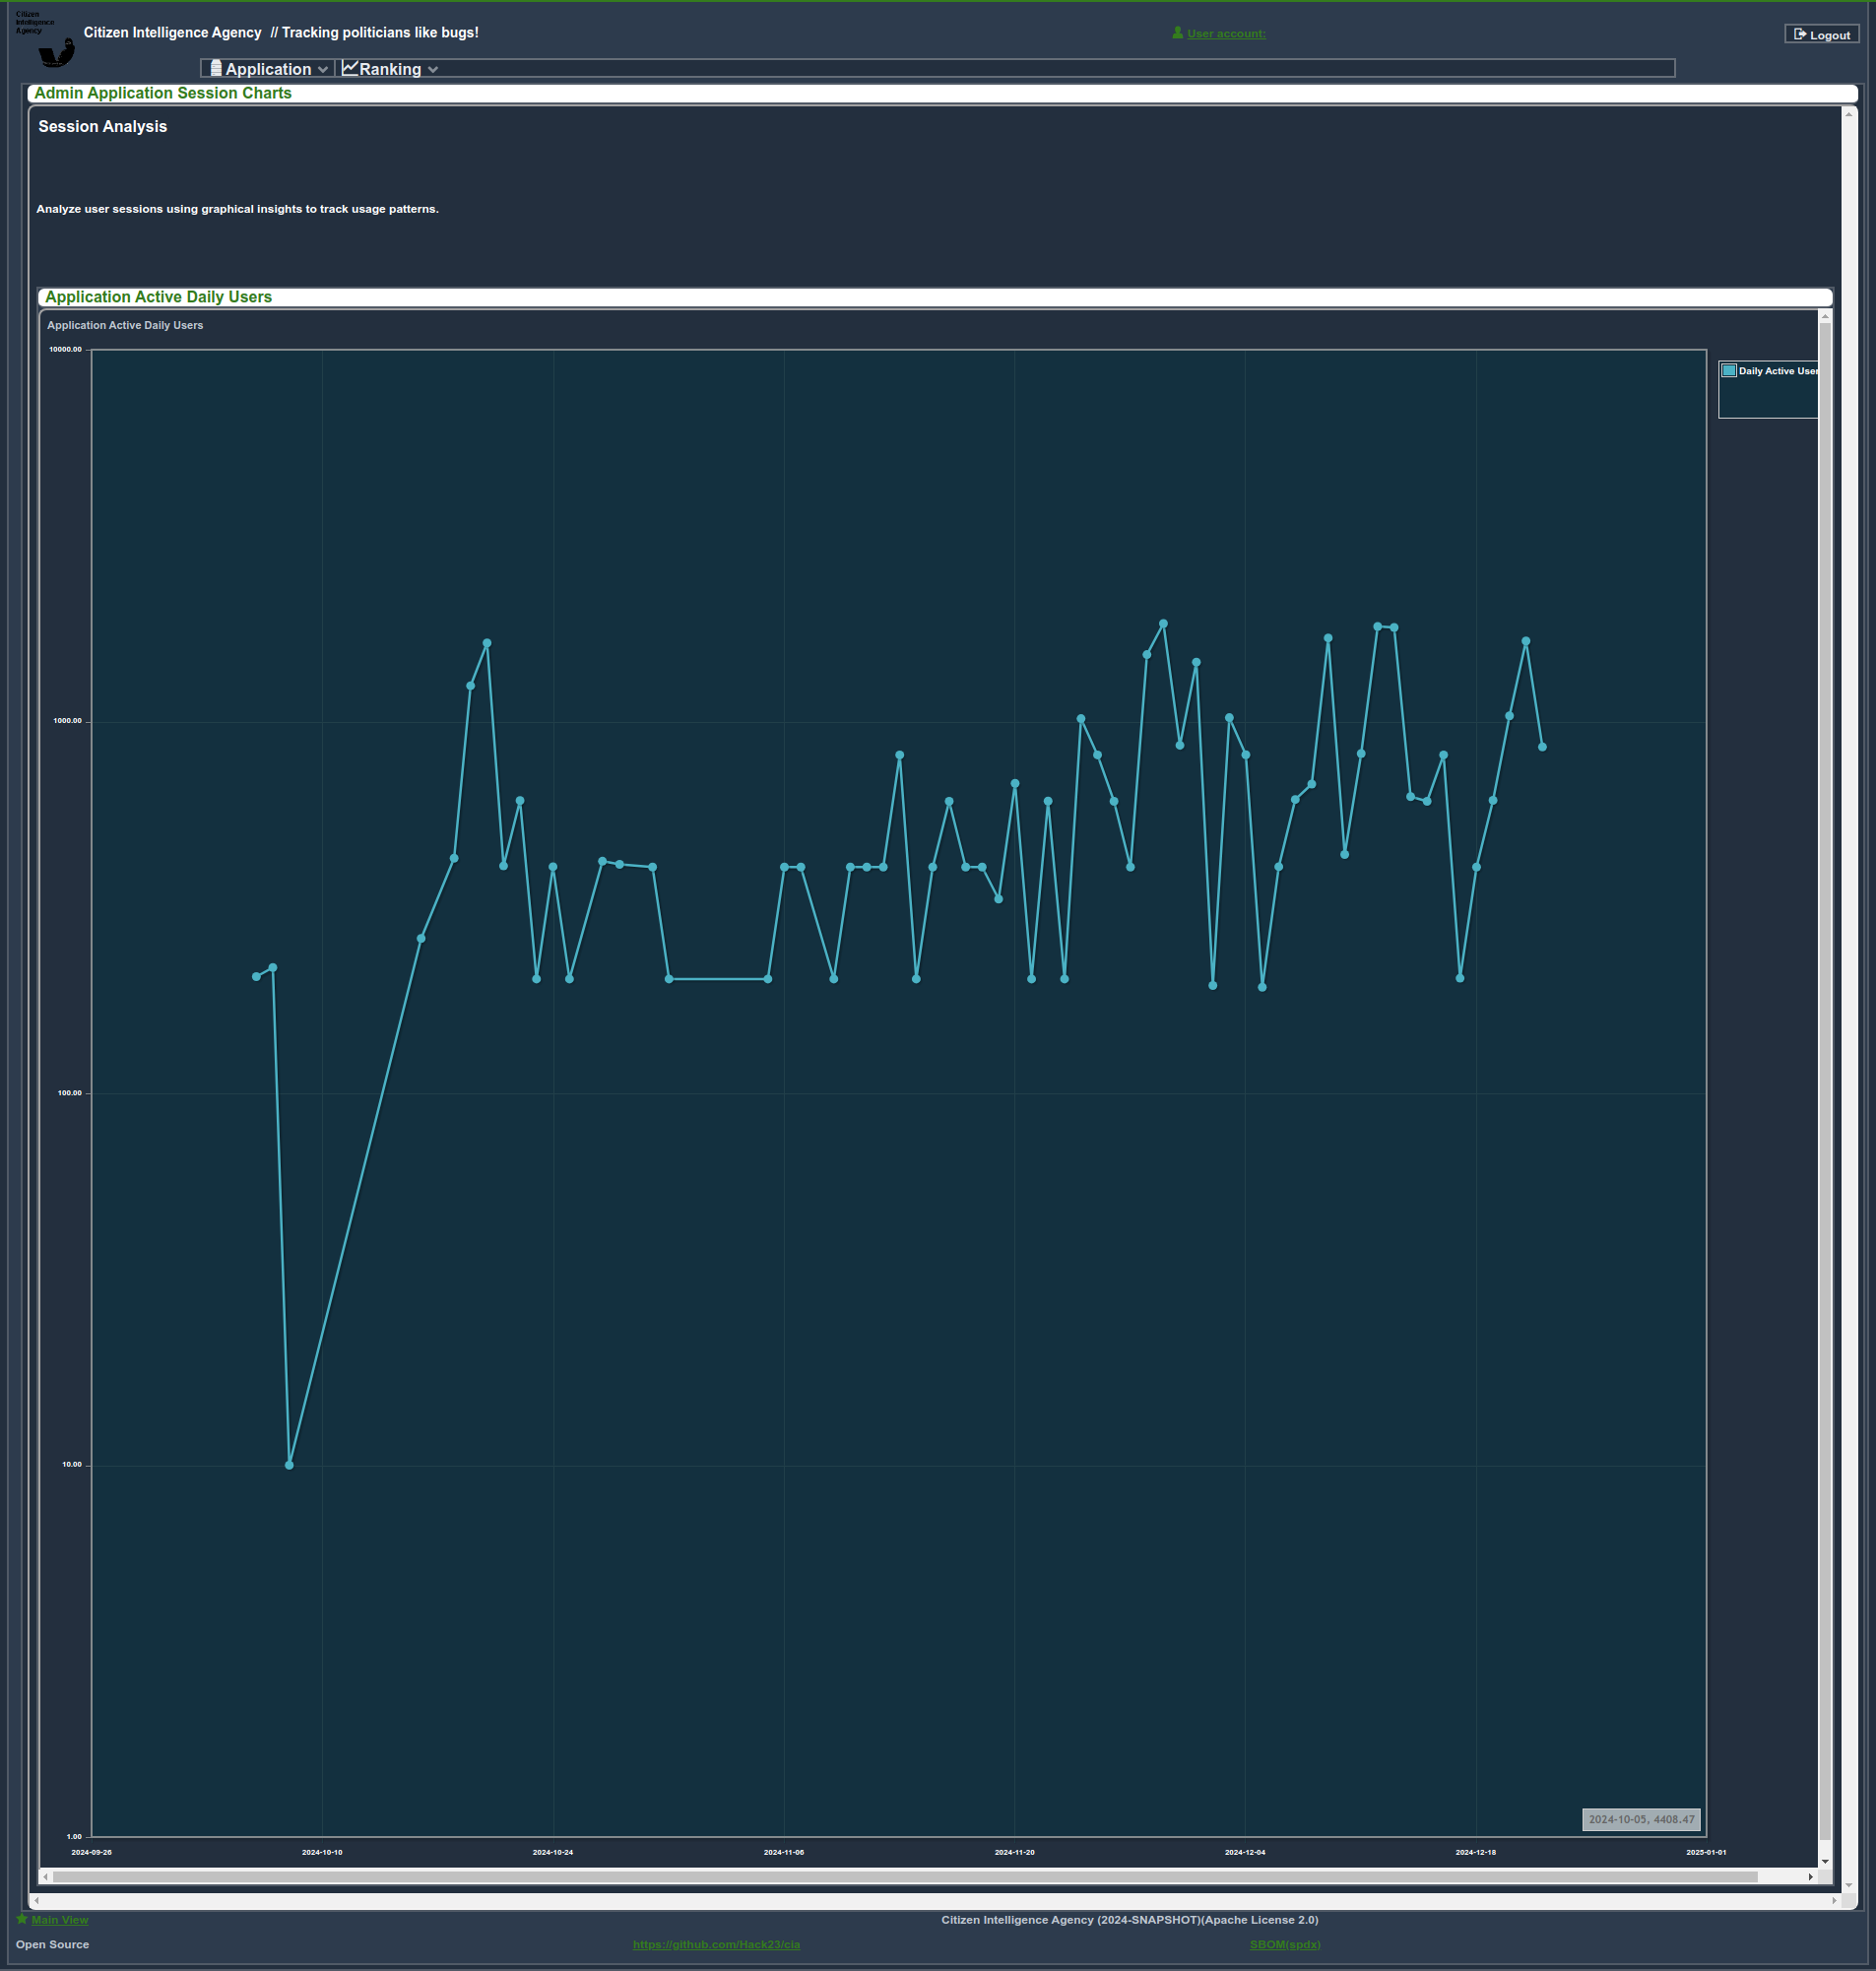 Citizen
Intelligence
Agency
Citizen Intelligence Agency // Tracking politicians like bugs!
User account:
Logout
Application
Ranking
Admin Application Session Charts
Session Analysis
Analyze user sessions using graphical insights to track usage patterns.
Application Active Daily Users
Application Active Daily Users
10000.00
Daily Active User
1000.00
100.00
10.00
1.00
2024-10-05, 4408.47
2024-09-26
2024-10-10
2024-10-24
2024-11-06
2024-11-20
2024-12-04
2024-12-18
2025-01-01
Main View
Citizen Intelligence Agency (2024-SNAPSHOT)(Apache License 2.0)
Open Source
https://github.com/Hack23/cia
SBOM(spdx)